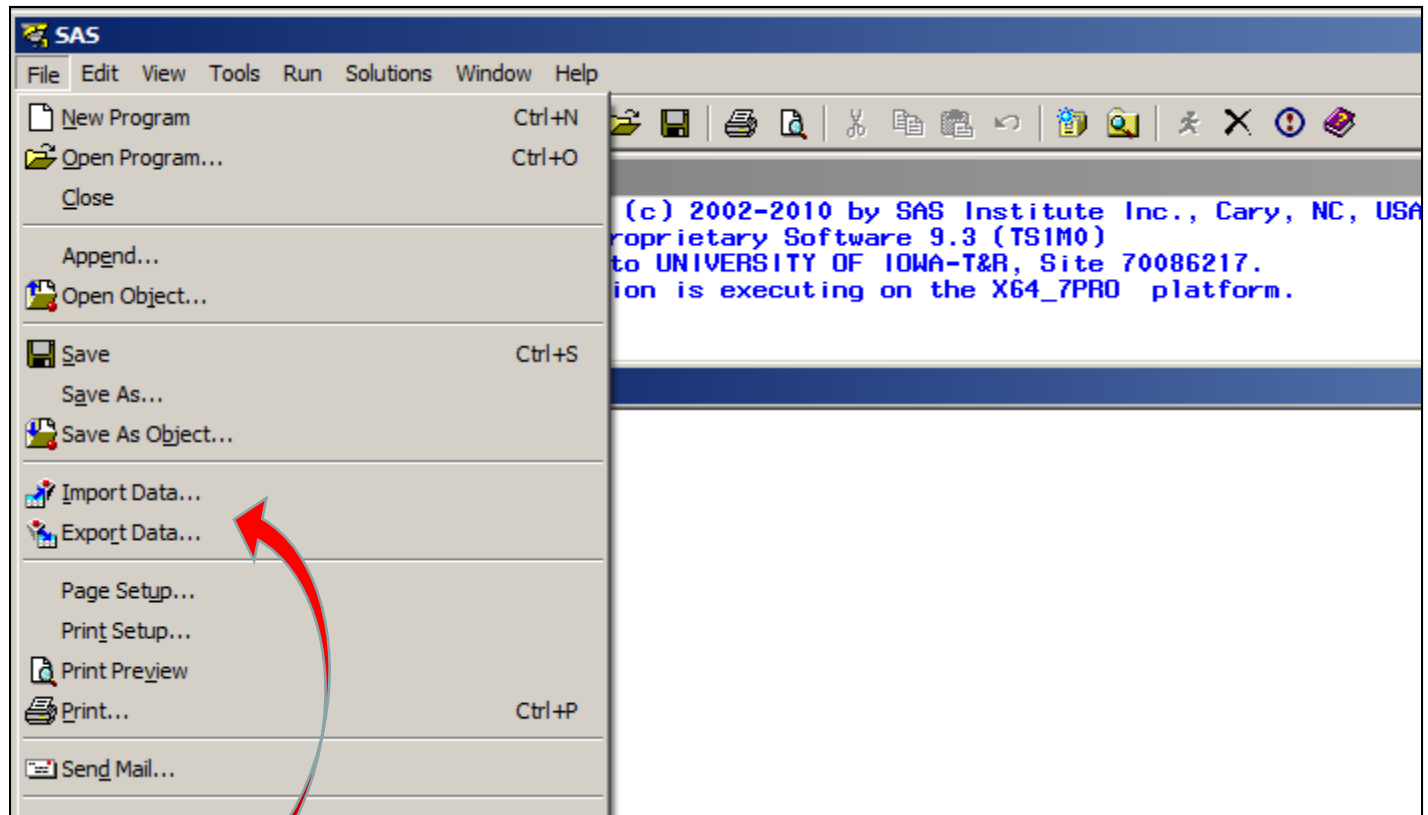 SAS
File Edit View Tools Run Solutions Window Help
New Program Ctrl+N
Open Program... Ctrl+O
Close
Append...
Open Object...
Save Ctrl+S
Save As...
Save As Object...
Import Data...
Export Data...
Page Setup...
Print Setup...
Print Preview
Print... Ctrl+P
Send Mail...
(c) 2002-2010 by SAS Institute Inc., Cary, NC, USA
roprietary Software 9.3 (TS1M0)
to UNIVERSITY OF IOWA-T&R, Site 70086217.
ion is executing on the X64_7PRO platform.